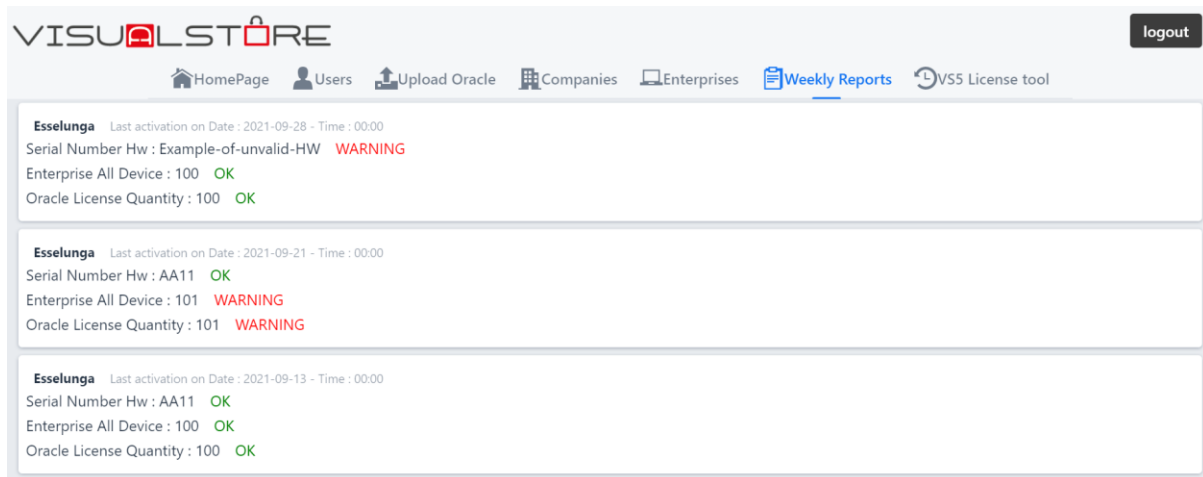 VISUALSTORE
logout
HomePage Users Upload Oracle Companies Enterprises Weekly Reports VS5 License tool
Esselunga Last activation on Date : 2021-09-28 - Time : 00:00
Serial Number Hw : Example-of-unvalid-HW WARNING
Enterprise All Device : 100 OK
Oracle License Quantity : 100 OK
Esselunga Last activation on Date : 2021-09-21 - Time : 00:00
Serial Number Hw : AA11 OK
Enterprise All Device : 101 WARNING
Oracle License Quantity : 101 WARNING
Esselunga Last activation on Date : 2021-09-13 - Time : 00:00
Serial Number Hw : AA11 OK
Enterprise All Device : 100 OK
Oracle License Quantity : 100 OK